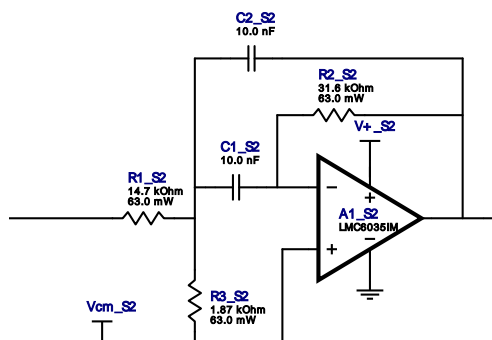 C2_S2
10.0 nF
R2_S2
31.6 kOhm
63.0 mW
V+_S2
C1_S2
10.0 nF
R1_S2
14.7 kOhm
63.0 mW
A1_S2
LMC6035IM
R3_S2
1.87 kOhm
63.0 mW
Vcm_S2